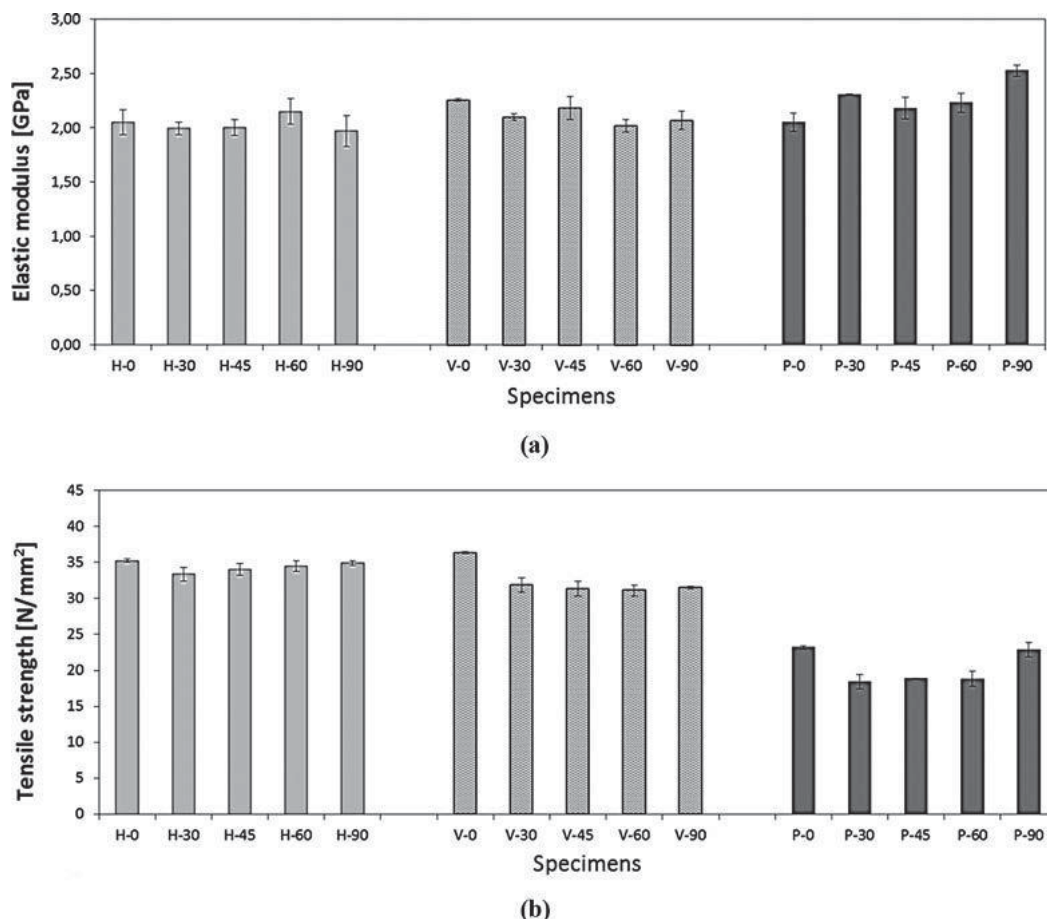 3,00
2,50
2,00
1,50
1,00
0,50
0,00
Elastic modulus [GPa]
H-0 H-30 H-45 H-60 H-90 V-0 V-30 V-45 V-60 V-90 P-0 P-30 P-45 P-60 P-90
Specimens
(a)
45
40
35
30
25
20
15
10
5
0
Tensile strength [N/mm²]
H-0 H-30 H-45 H-60 H-90 V-0 V-30 V-45 V-60 V-90 P-0 P-30 P-45 P-60 P-90
Specimens
(b)